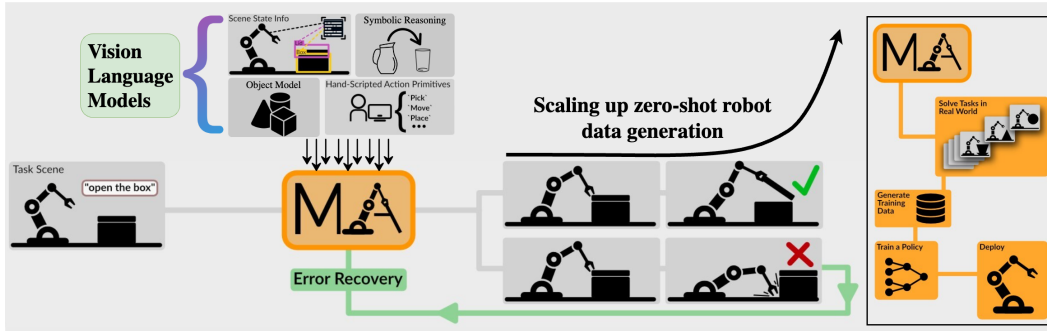 Vision
Language
Models
Scene State Info
Symbolic Reasoning
Object Model
Hand-Scripted Action Primitives
`Pick'
`Move'
`Place'
Scaling up zero-shot robot
data generation
Task Scene
"open the box"
MA
Error Recovery
MA
Solve Tasks in
Real World
Generate
Training
Data
Train a Policy
Deploy